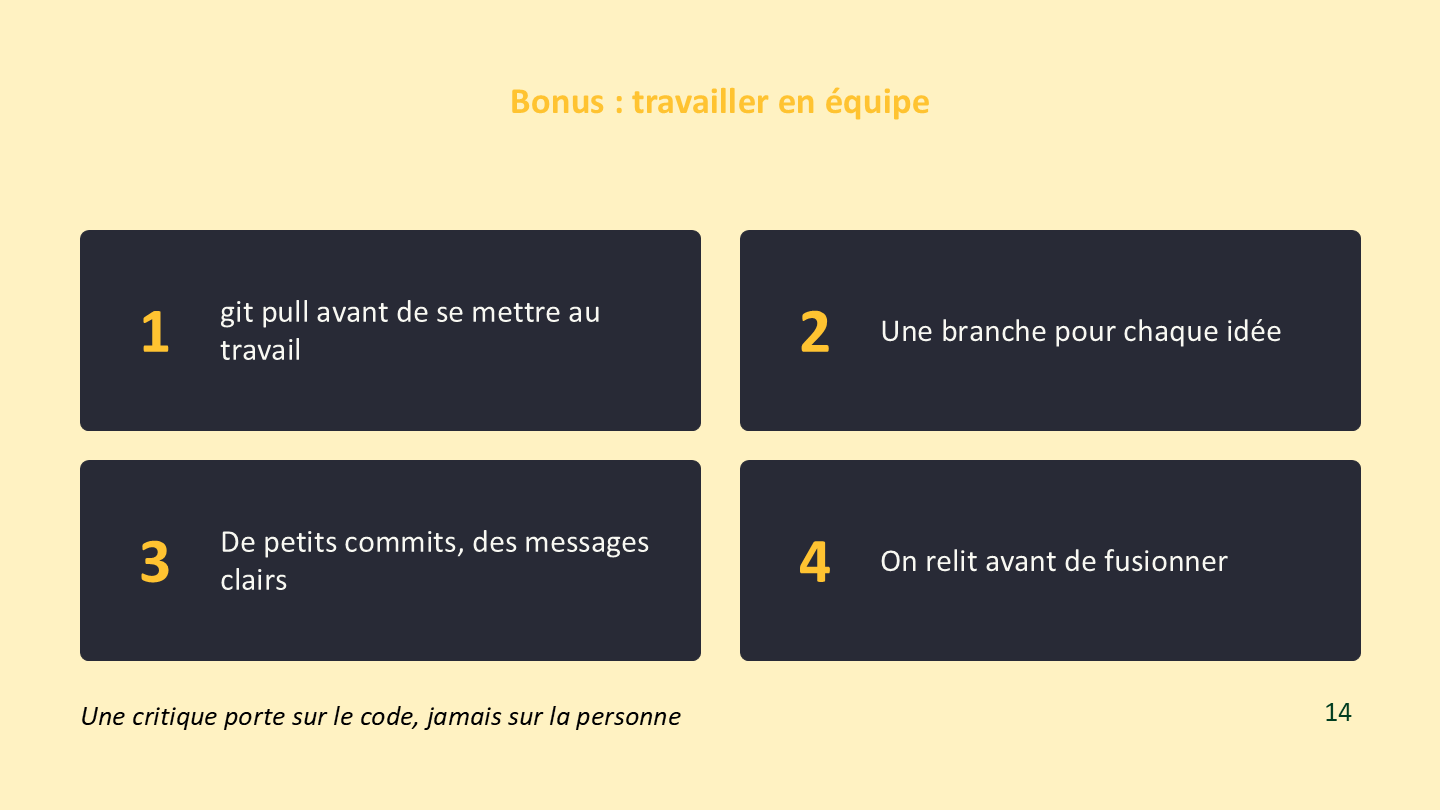 Bonus : travailler en équipe
1
git pull avant de se mettre au
travail
2
Une branche pour chaque idée
3
De petits commits, des messages
clairs
4
On relit avant de fusionner
Une critique porte sur le code, jamais sur la personne
14